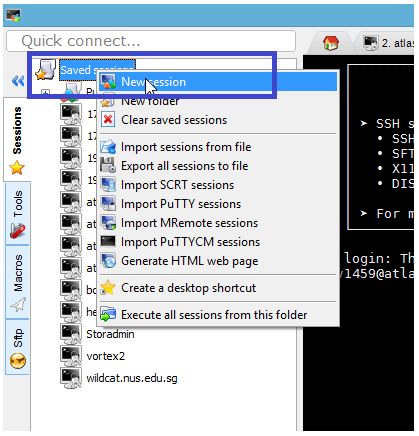 Quick connect...
2. atlas
Saved sessions
New session
New folder
Clear saved sessions
Import sessions from file
Export all sessions to file
Import SCRT sessions
Import PuTTY sessions
Import MRemote sessions
Import PuTTYCM sessions
Generate HTML web page
Create a desktop shortcut
Execute all sessions from this folder
Pu
17
17
19
19
at
at
at
at
at
bo
he
Storadmin
vortex2
wildcat.nus.edu.sg
Sessions
Tools
Macros
Sftp
➤ SSH s
• SSH
• SFT
• X11
• DIS
➤ For m
login: Th
1459@atla